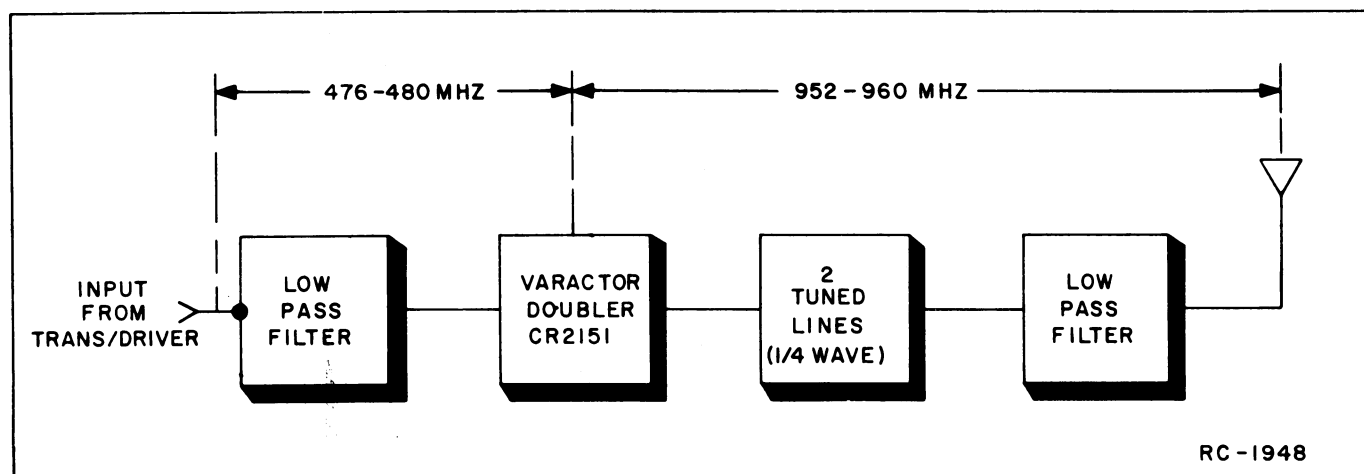 476-480 MHZ
952-960 MHZ
INPUT
FROM
TRANS/DRIVER
LOW
PASS
FILTER
VARACTOR
DOUBLER
CR2151
2
TUNED
LINES
(1/4 WAVE)
LOW
PASS
FILTER
RC-1948